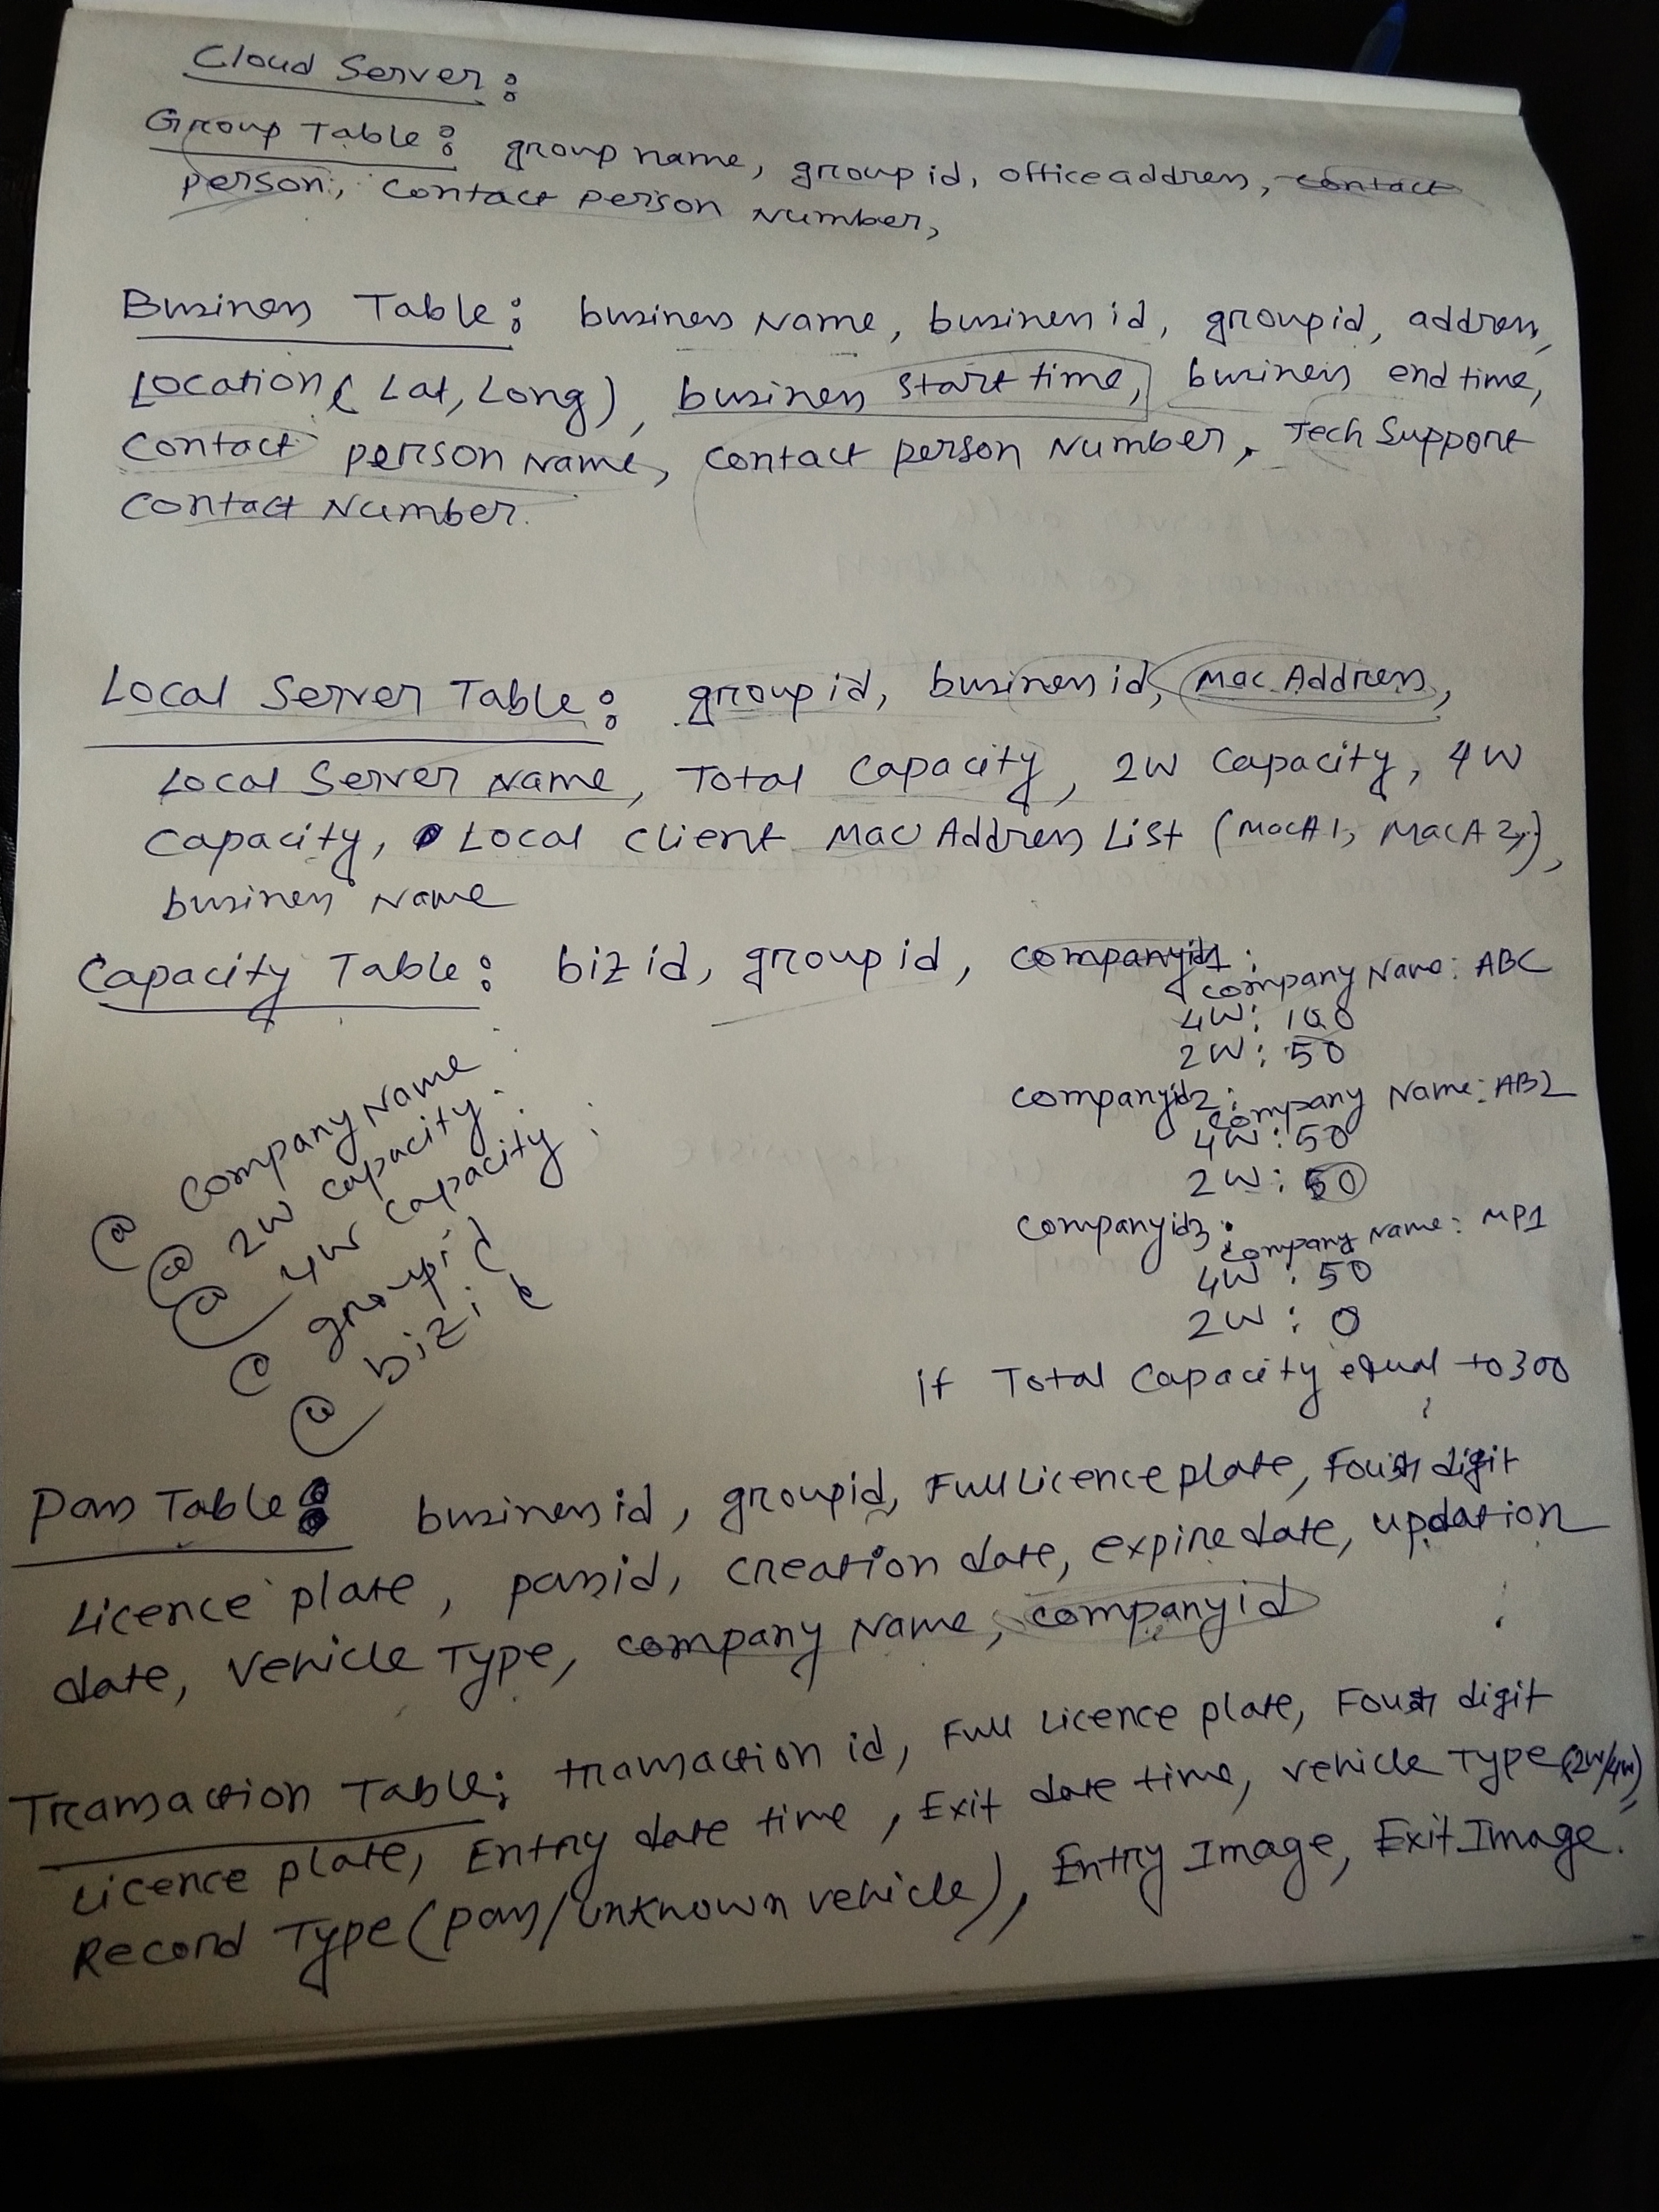 Cloud Server:
Group Table: group name, group id, office address, contact
person, contact person Number,
Business Table: business Name, business id, groupid, address,
Location( Lat, Long), business start time, business end time,
Contact person Name, contact person Number, Tech Support
Contact Number.
Local Server Table: group id, business id, Mac Address,
Local Server Name, Total Capacity, 2W Capacity, 4W
Capacity, Local client Mac Address List (MacA1, MacA2,),
business Name
Capacity Table: biz id, group id, companyid1:
company Name: ABC
4W: 100
2W: 50
companyid2:
company Name: AB2
4W: 50
2W: 50
Companyid3:
company Name: MP1
4W: 50
2W: 0
if Total Capacity equal to 300
@ Company Name
@ 2W capacity
@ 4W capacity
@ groupid
@ bizid
Pass Table: business id, groupid, Full Licence plate, Four digit
Licence plate, passid, creation date, expire date, updation
date, vehicle Type, company Name, companyid
Transaction Table: transaction id, Full Licence plate, Four digit
Licence plate, Entry date time, Exit date time, vehicle Type (2W/4W),
Record Type (pass/unknown vehicle), Entry Image, Exit Image.